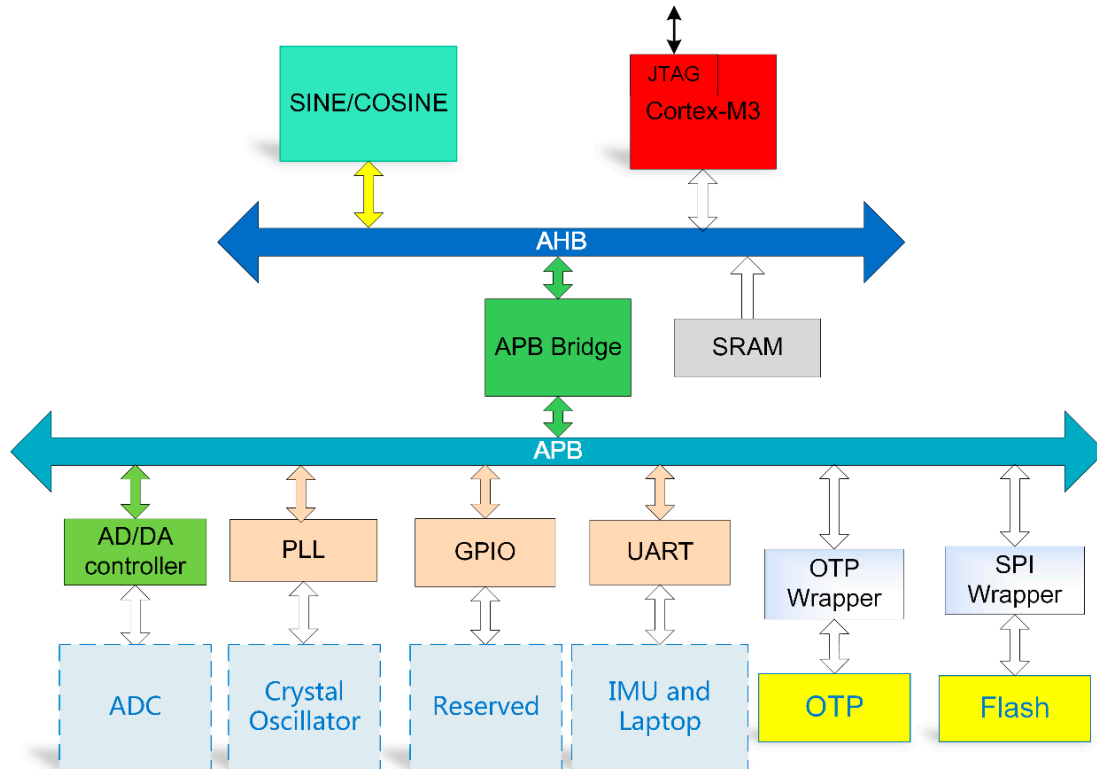 JTAG
SINE/COSINE
Cortex-M3
AHB
APB Bridge
SRAM
APB
AD/DA
controller
PLL
GPIO
UART
OTP
Wrapper
SPI
Wrapper
ADC
Crystal
Oscillator
Reserved
IMU and
Laptop
OTP
Flash